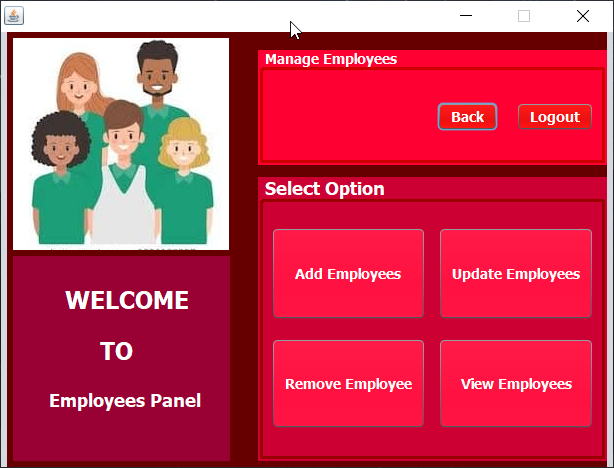 Manage Employees
Back
Logout
Select Option
Add Employees
Update Employees
Remove Employee
View Employees
WELCOME
TO
Employees Panel